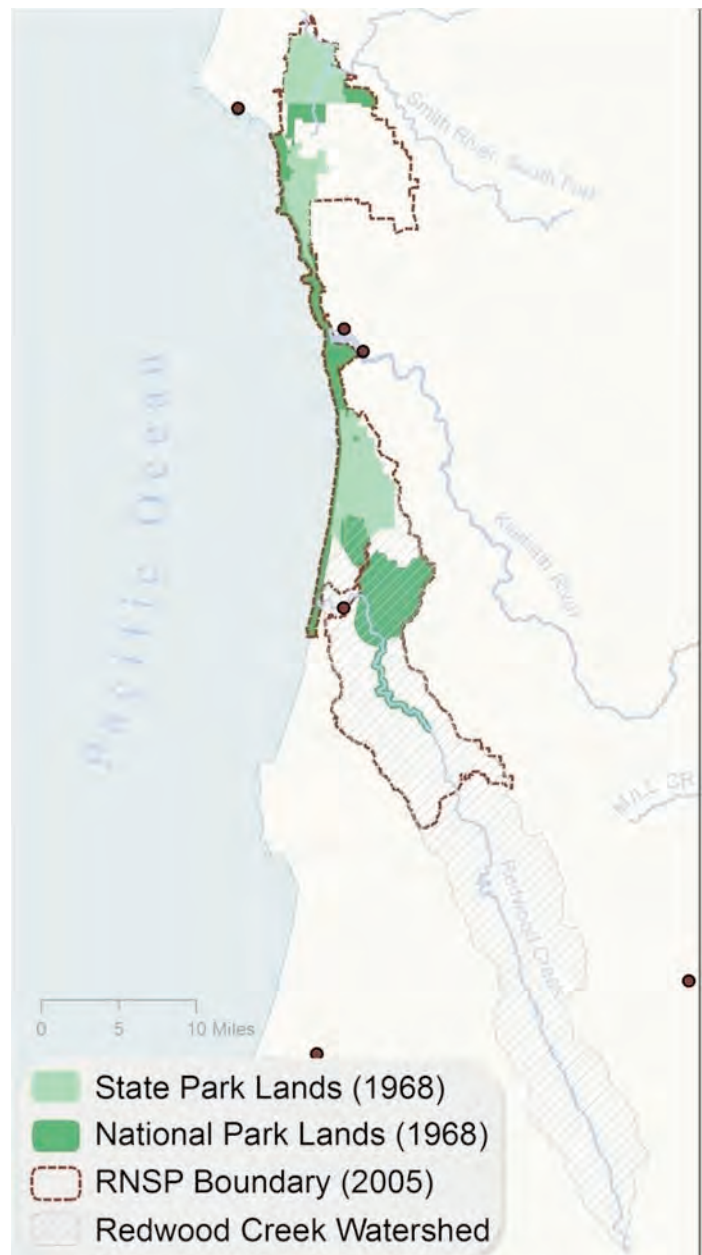 Smith River, South Fork
Pacific Ocean
Klamath River
MILL CR
Redwood Creek
0 5 10 Miles
State Park Lands (1968)
National Park Lands (1968)
RNSP Boundary (2005)
Redwood Creek Watershed